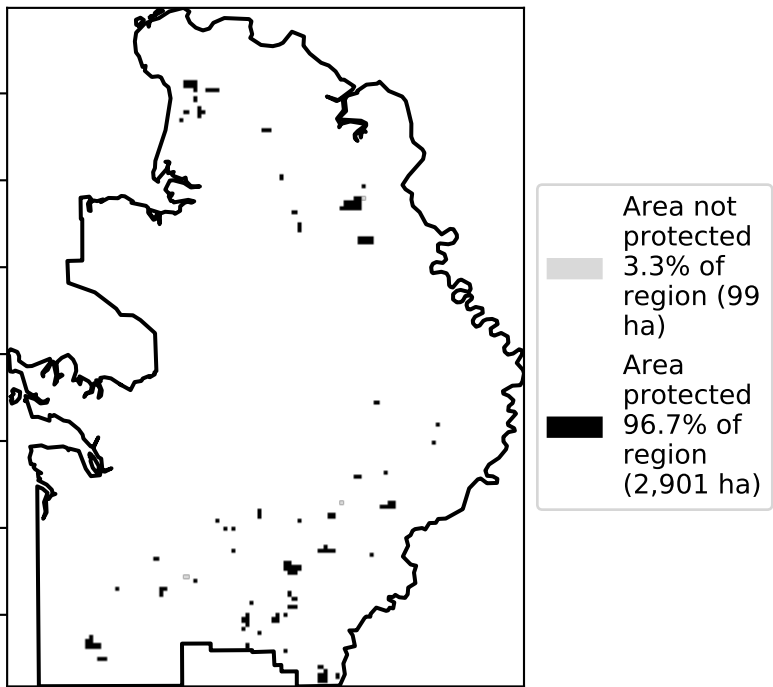 Area not
protected
3.3% of
region (99
ha)
Area
protected
96.7% of
region
(2,901 ha)